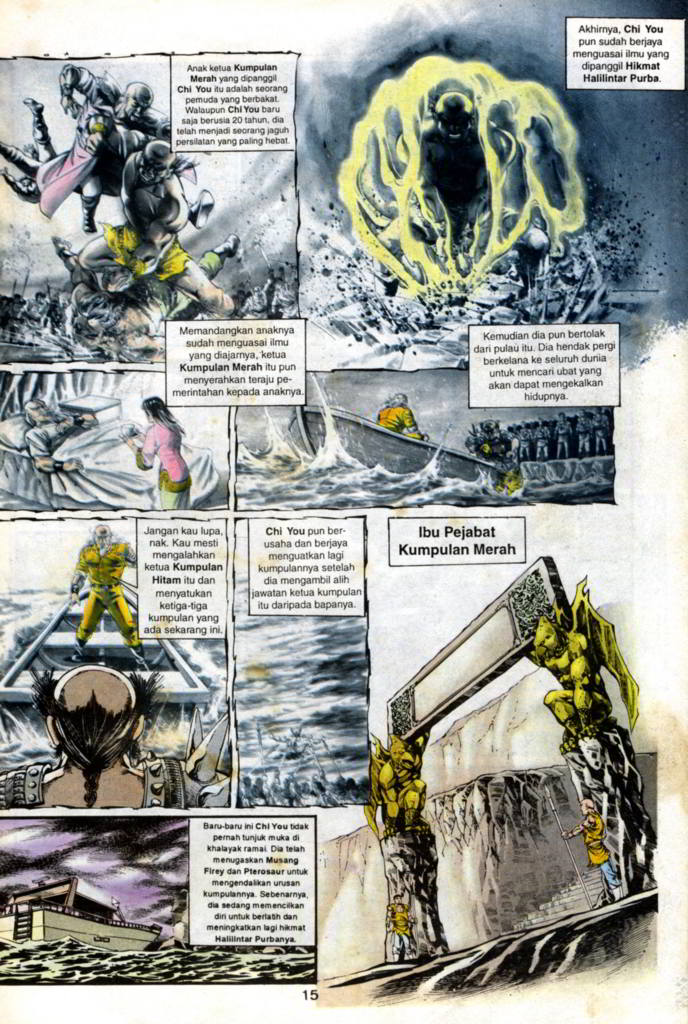 Anak ketua Kumpulan
Merah yang dipanggil
Chi You itu adalah seorang
pemuda yang berbakat.
Walaupun Chi You baru
saja berusia 20 tahun, dia
telah menjadi seorang jaguh
persilatan yang paling hebat.
Akhirnya, Chi You
pun sudah berjaya
menguasai ilmu yang
dipanggil Hikmat
Halilintar Purba.
Memandangkan anaknya
sudah menguasai ilmu
yang diajarnya, ketua
Kumpulan Merah itu pun
menyerahkan teraju pe-
merintahan kepada anaknya.
Kemudian dia pun bertolak
dari pulau itu. Dia hendak pergi
berkelana ke seluruh dunia
untuk mencari ubat yang
akan dapat mengekalkan
hidupnya.
Jangan kau lupa,
nak. Kau mesti
mengalahkan
ketua Kumpulan
Hitam itu dan
menyatukan
ketiga-tiga
kumpulan yang
ada sekarang ini.
Chi You pun ber-
usaha dan berjaya
menguatkan lagi
kumpulannya setelah
dia mengambil alih
jawatan ketua kumpulan
itu daripada bapanya.
Ibu Pejabat
Kumpulan Merah
Baru-baru ini Chi You tidak
pernah tunjuk muka di
khalayak ramai. Dia telah
menugaskan Musang
Firey dan Pterosaur untuk
mengendalikan urusan
kumpulannya. Sebenarnya,
dia sedang memencilkan
diri untuk berlatih dan
meningkatkan lagi hikmat
Halilintar Purbanya.
15